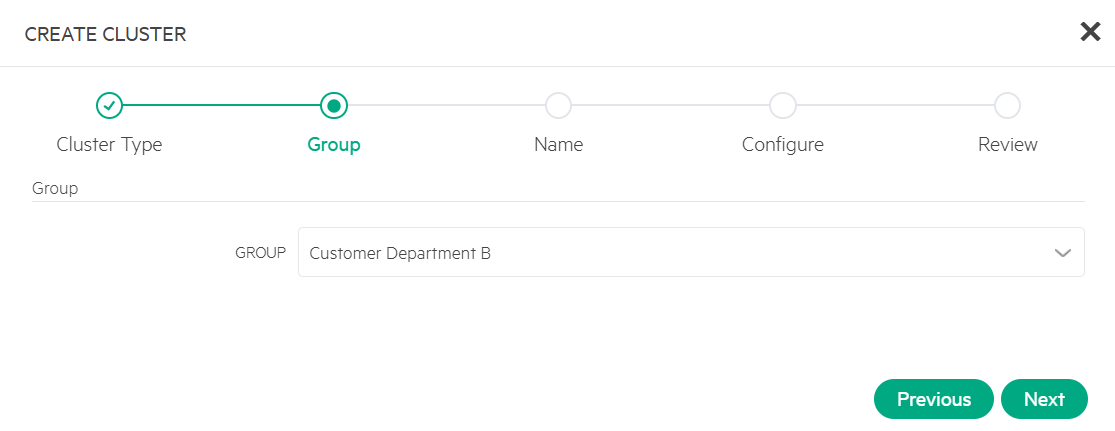 CREATE CLUSTER
Cluster Type
Group
Name
Configure
Review
Group
GROUP
Customer Department B
Previous
Next